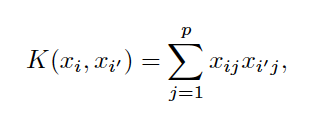 K(x_i, x_{i'}) = \sum_{j=1}^{p} x_{ij} x_{i'j},